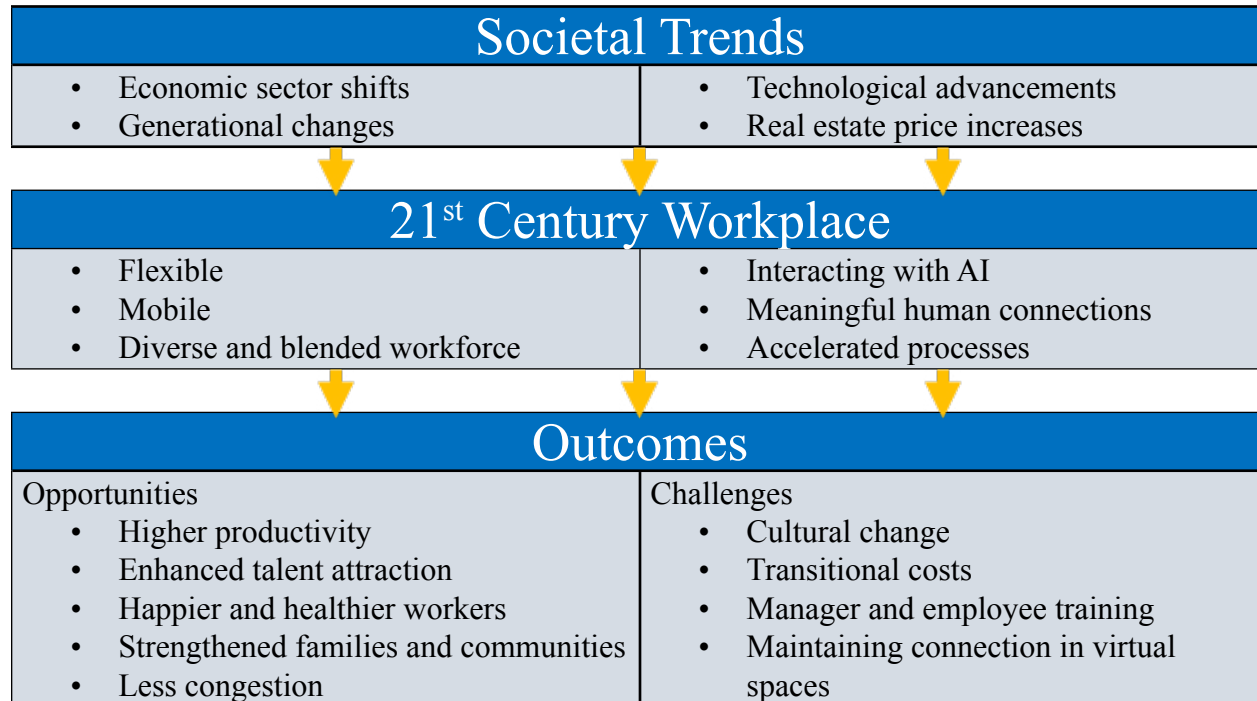 Societal Trends
• Economic sector shifts
• Generational changes
• Technological advancements
• Real estate price increases
21st Century Workplace
• Flexible
• Mobile
• Diverse and blended workforce
• Interacting with AI
• Meaningful human connections
• Accelerated processes
Outcomes
Opportunities
• Higher productivity
• Enhanced talent attraction
• Happier and healthier workers
• Strengthened families and communities
• Less congestion
Challenges
• Cultural change
• Transitional costs
• Manager and employee training
• Maintaining connection in virtual
spaces